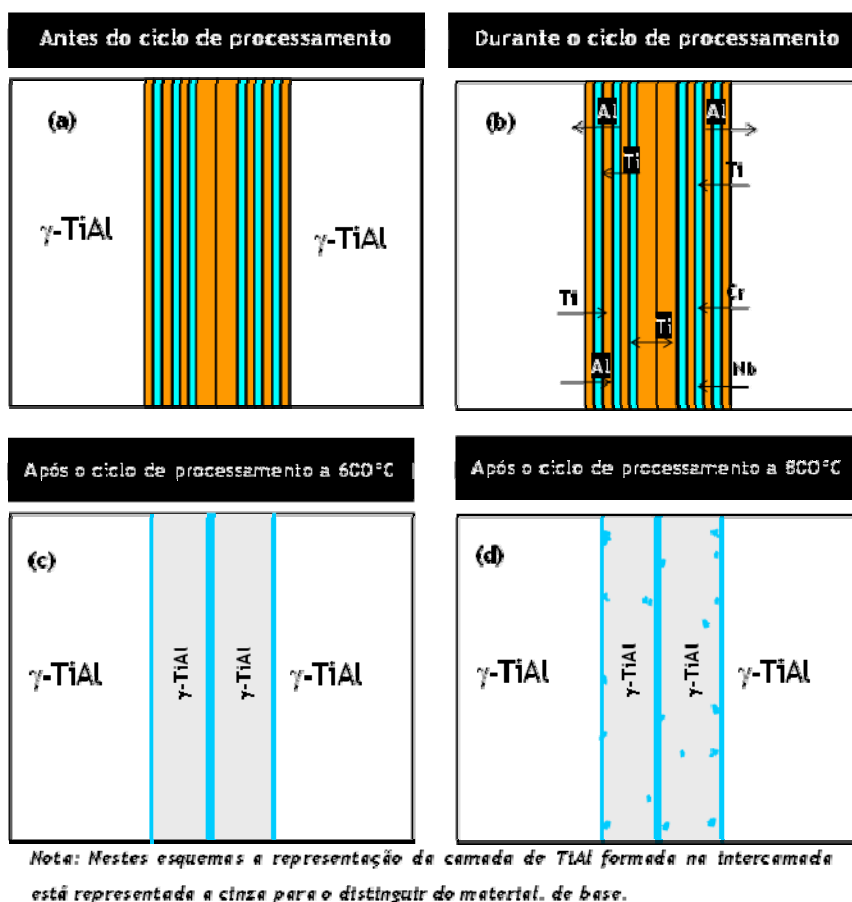 Antes do ciclo de processamento
Durante o ciclo de processamento
(a)
γ-TiAl
γ-TiAl
(b)
Al
Al
Ti
Ti
Ti
Cr
Ti
Al
Nb
Após o ciclo de processamento a 600°C
Após o ciclo de processamento a 800°C
(c)
γ-TiAl
γ-TiAl
γ-TiAl
γ-TiAl
(d)
γ-TiAl
γ-TiAl
γ-TiAl
γ-TiAl
Nota: Nestes esquemas a representação da camada de TiAl formada na intercamada
está representada a cinza para o distinguir do material. de base.